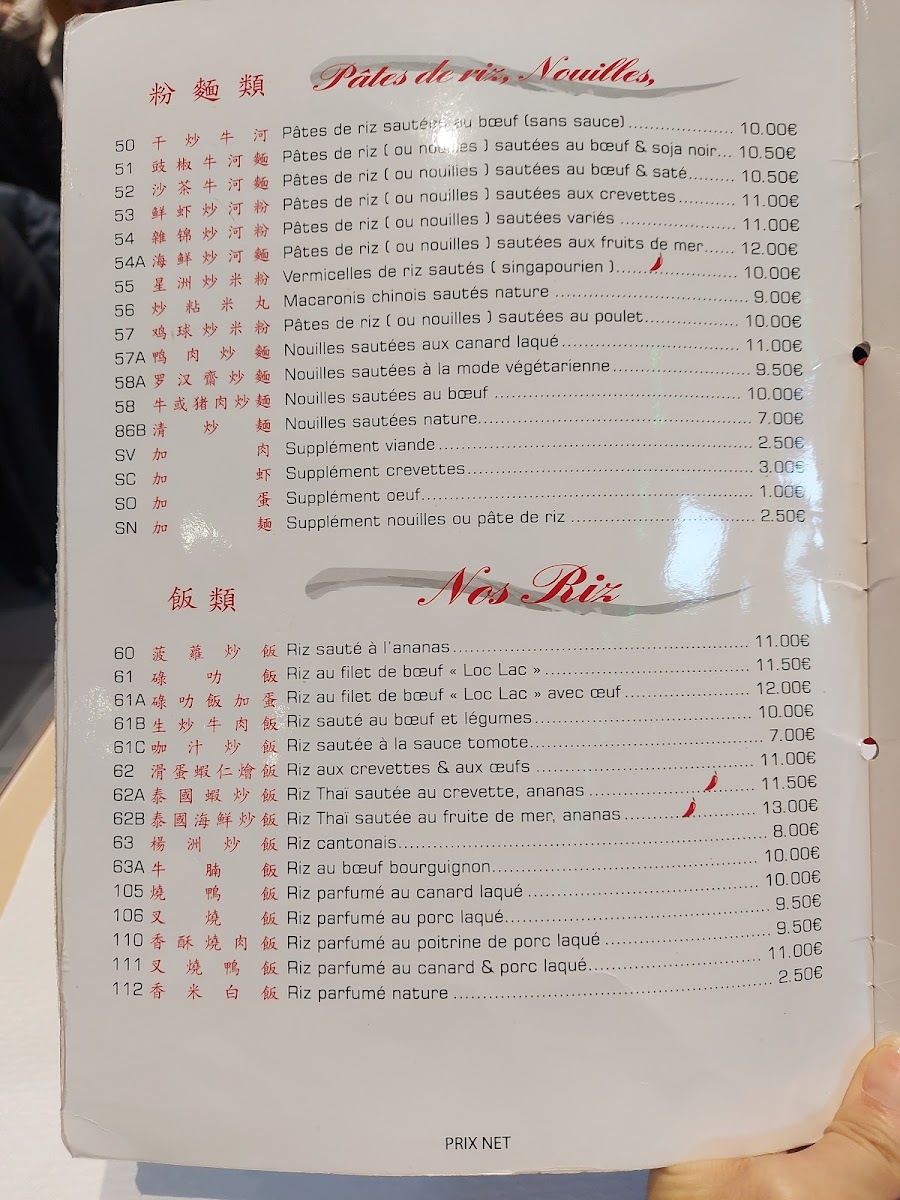 粉麵類 Pâtes de riz, Nouilles,
50 干炒牛河 Pâtes de riz sautées au bœuf (sans sauce) 10.00€
51 豉椒牛河麵 Pâtes de riz ( ou nouilles ) sautées au bœuf & soja noir... 10.50€
52 沙茶牛河麵 Pâtes de riz ( ou nouilles ) sautées au bœuf & saté 10.50€
53 鲜虾炒河粉 Pâtes de riz ( ou nouilles ) sautées aux crevettes 11.00€
54 雜锦炒河粉 Pâtes de riz ( ou nouilles ) sautées variés 11.00€
54A 海鲜炒河麵 Pâtes de riz ( ou nouilles ) sautées aux fruits de mer 12.00€
55 星洲炒米粉 Vermicelles de riz sautés ( singapourien ) 10.00€
56 炒粘米丸 Macaronis chinois sautés nature 9.00€
57 鸡球炒米粉 Pâtes de riz ( ou nouilles ) sautées au poulet 10.00€
57A 鸭肉炒麵 Nouilles sautées aux canard laqué 11.00€
58A 罗汉齋炒麵 Nouilles sautées à la mode végétarienne 9.50€
58 牛或猪肉炒麵 Nouilles sautées au bœuf 10.00€
86B 清炒麵 Nouilles sautées nature 7.00€
SV 加肉 Supplément viande 2.50€
SC 加虾 Supplément crevettes 3.00€
SO 加蛋 Supplément oeuf 1.00€
SN 加麵 Supplément nouilles ou pâte de riz 2.50€
飯類 Nos Riz
60 菠蘿炒飯 Riz sauté à l'ananas 11.00€
61 碌叻飯 Riz au filet de bœuf « Loc Lac » 11.50€
61A 碌叻飯加蛋 Riz au filet de bœuf « Loc Lac » avec œuf 12.00€
61B 生炒牛肉飯 Riz sauté au bœuf et légumes 10.00€
61C 咖汁炒飯 Riz sautée à la sauce tomote 7.00€
62 滑蛋蝦仁燴飯 Riz aux crevettes & aux œufs 11.00€
62A 泰國蝦炒飯 Riz Thaï sautée au crevette, ananas 11.50€
62B 泰國海鮮炒飯 Riz Thaï sautée au fruite de mer, ananas 13.00€
63 楊洲炒飯 Riz cantonais 8.00€
63A 牛腩飯 Riz au bœuf bourguignon 10.00€
105 燒鴨飯 Riz parfumé au canard laqué 10.00€
106 叉燒飯 Riz parfumé au porc laqué 9.50€
110 香酥燒肉飯 Riz parfumé au poitrine de porc laqué 9.50€
111 叉燒鴨飯 Riz parfumé au canard & porc laqué 11.00€
112 香米白飯 Riz parfumé nature 2.50€
PRIX NET